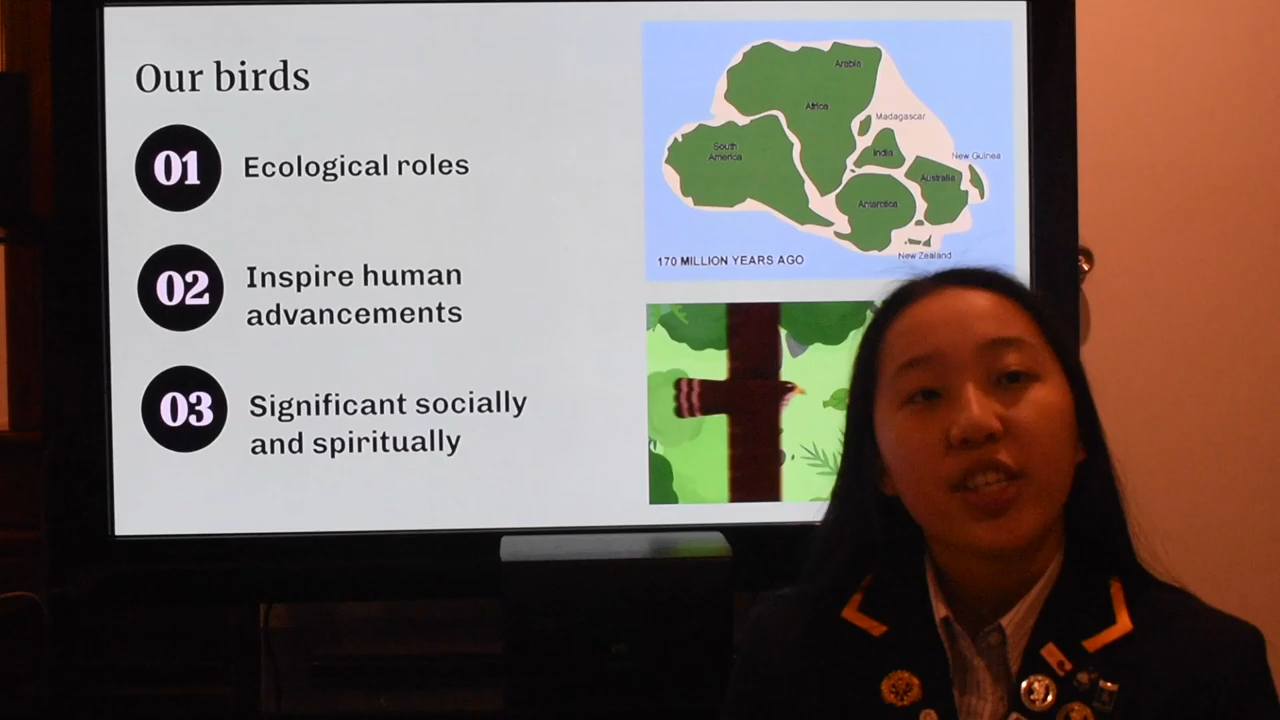 Our birds
01
Ecological roles
02
Inspire human
advancements
03
Significant socially
and spiritually
Arabia
Africa
Madagascar
South
America
India
New Guinea
Australia
Antarctica
170 MILLION YEARS AGO
New Zealand